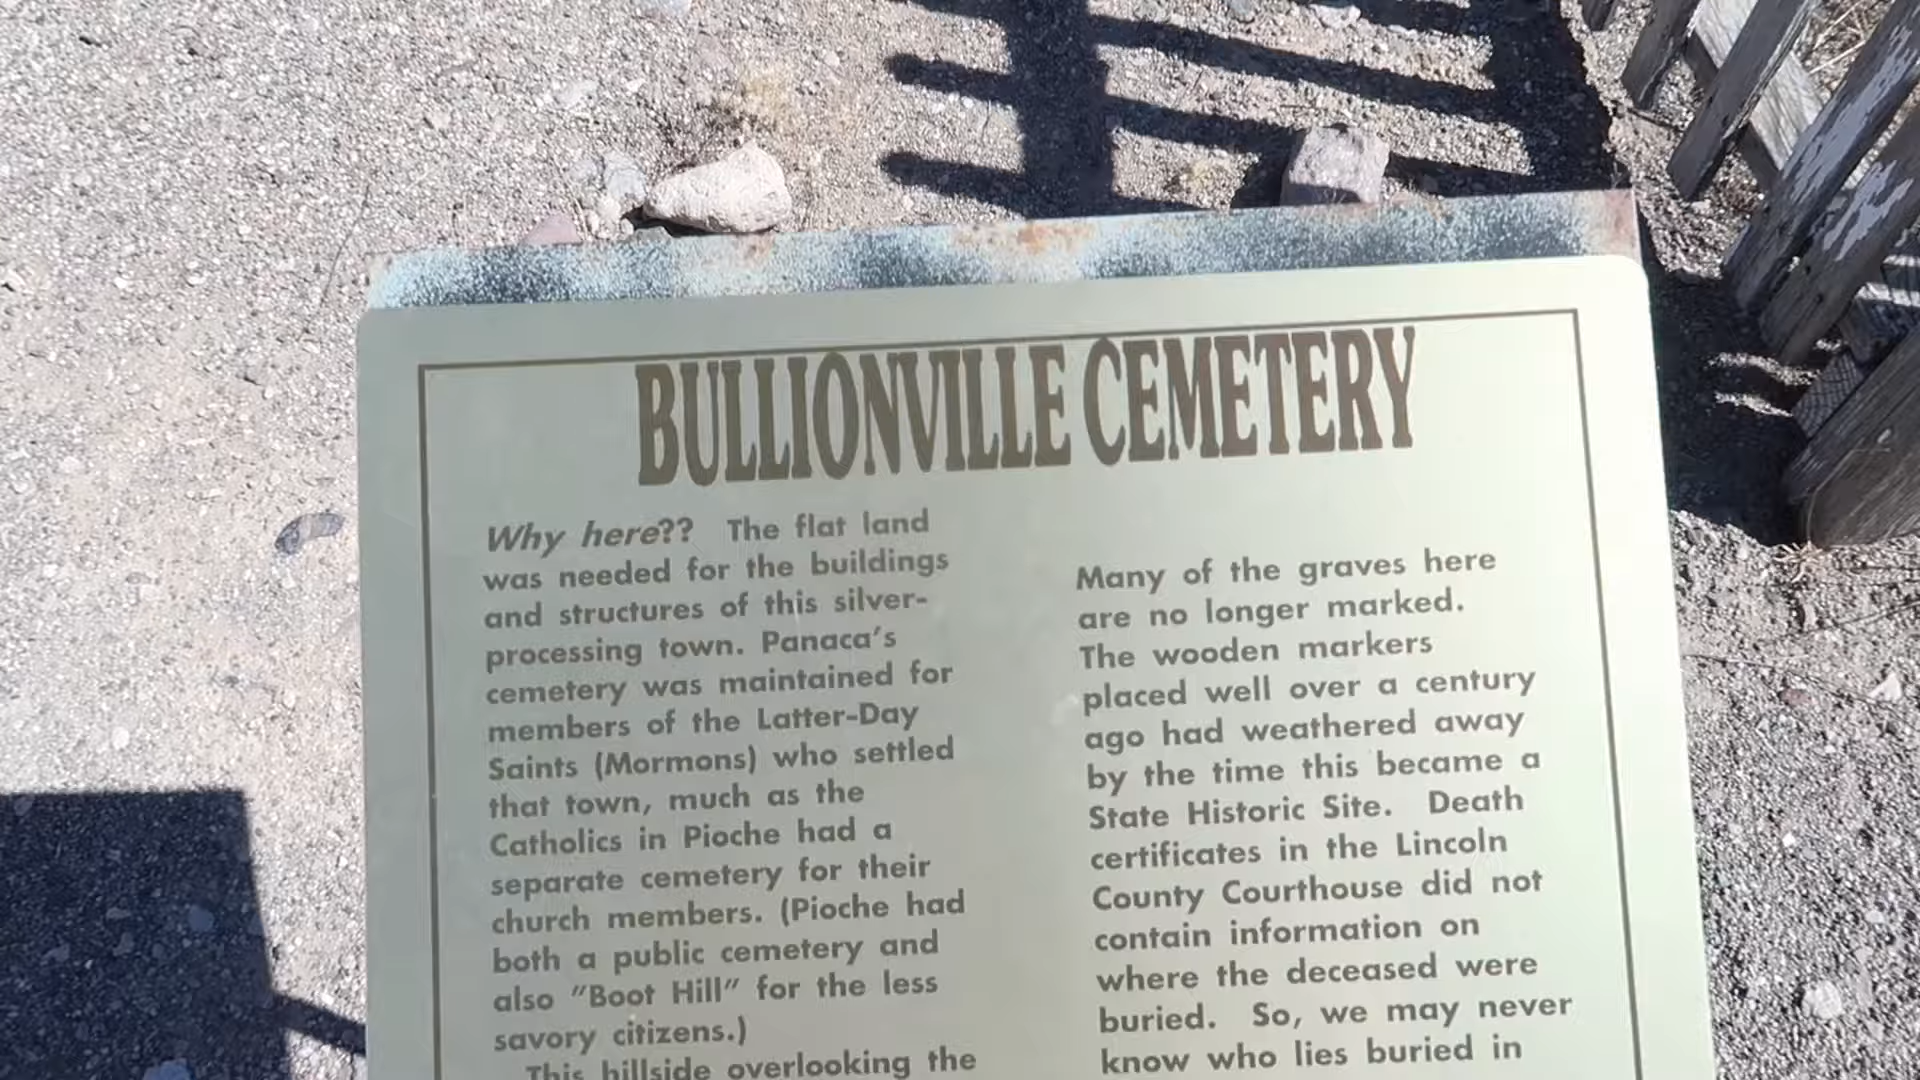 BULLIONVILLE CEMETERY
Why here?? The flat land
was needed for the buildings
and structures of this silver-
processing town. Panaca's
cemetery was maintained for
members of the Latter-Day
Saints (Mormons) who settled
that town, much as the
Catholics in Pioche had a
separate cemetery for their
church members. (Pioche had
both a public cemetery and
also "Boot Hill" for the less
savory citizens.)
This hillside overlooking the
Many of the graves here
are no longer marked.
The wooden markers
placed well over a century
ago had weathered away
by the time this became a
State Historic Site. Death
certificates in the Lincoln
County Courthouse did not
contain information on
where the deceased were
buried. So, we may never
know who lies buried in